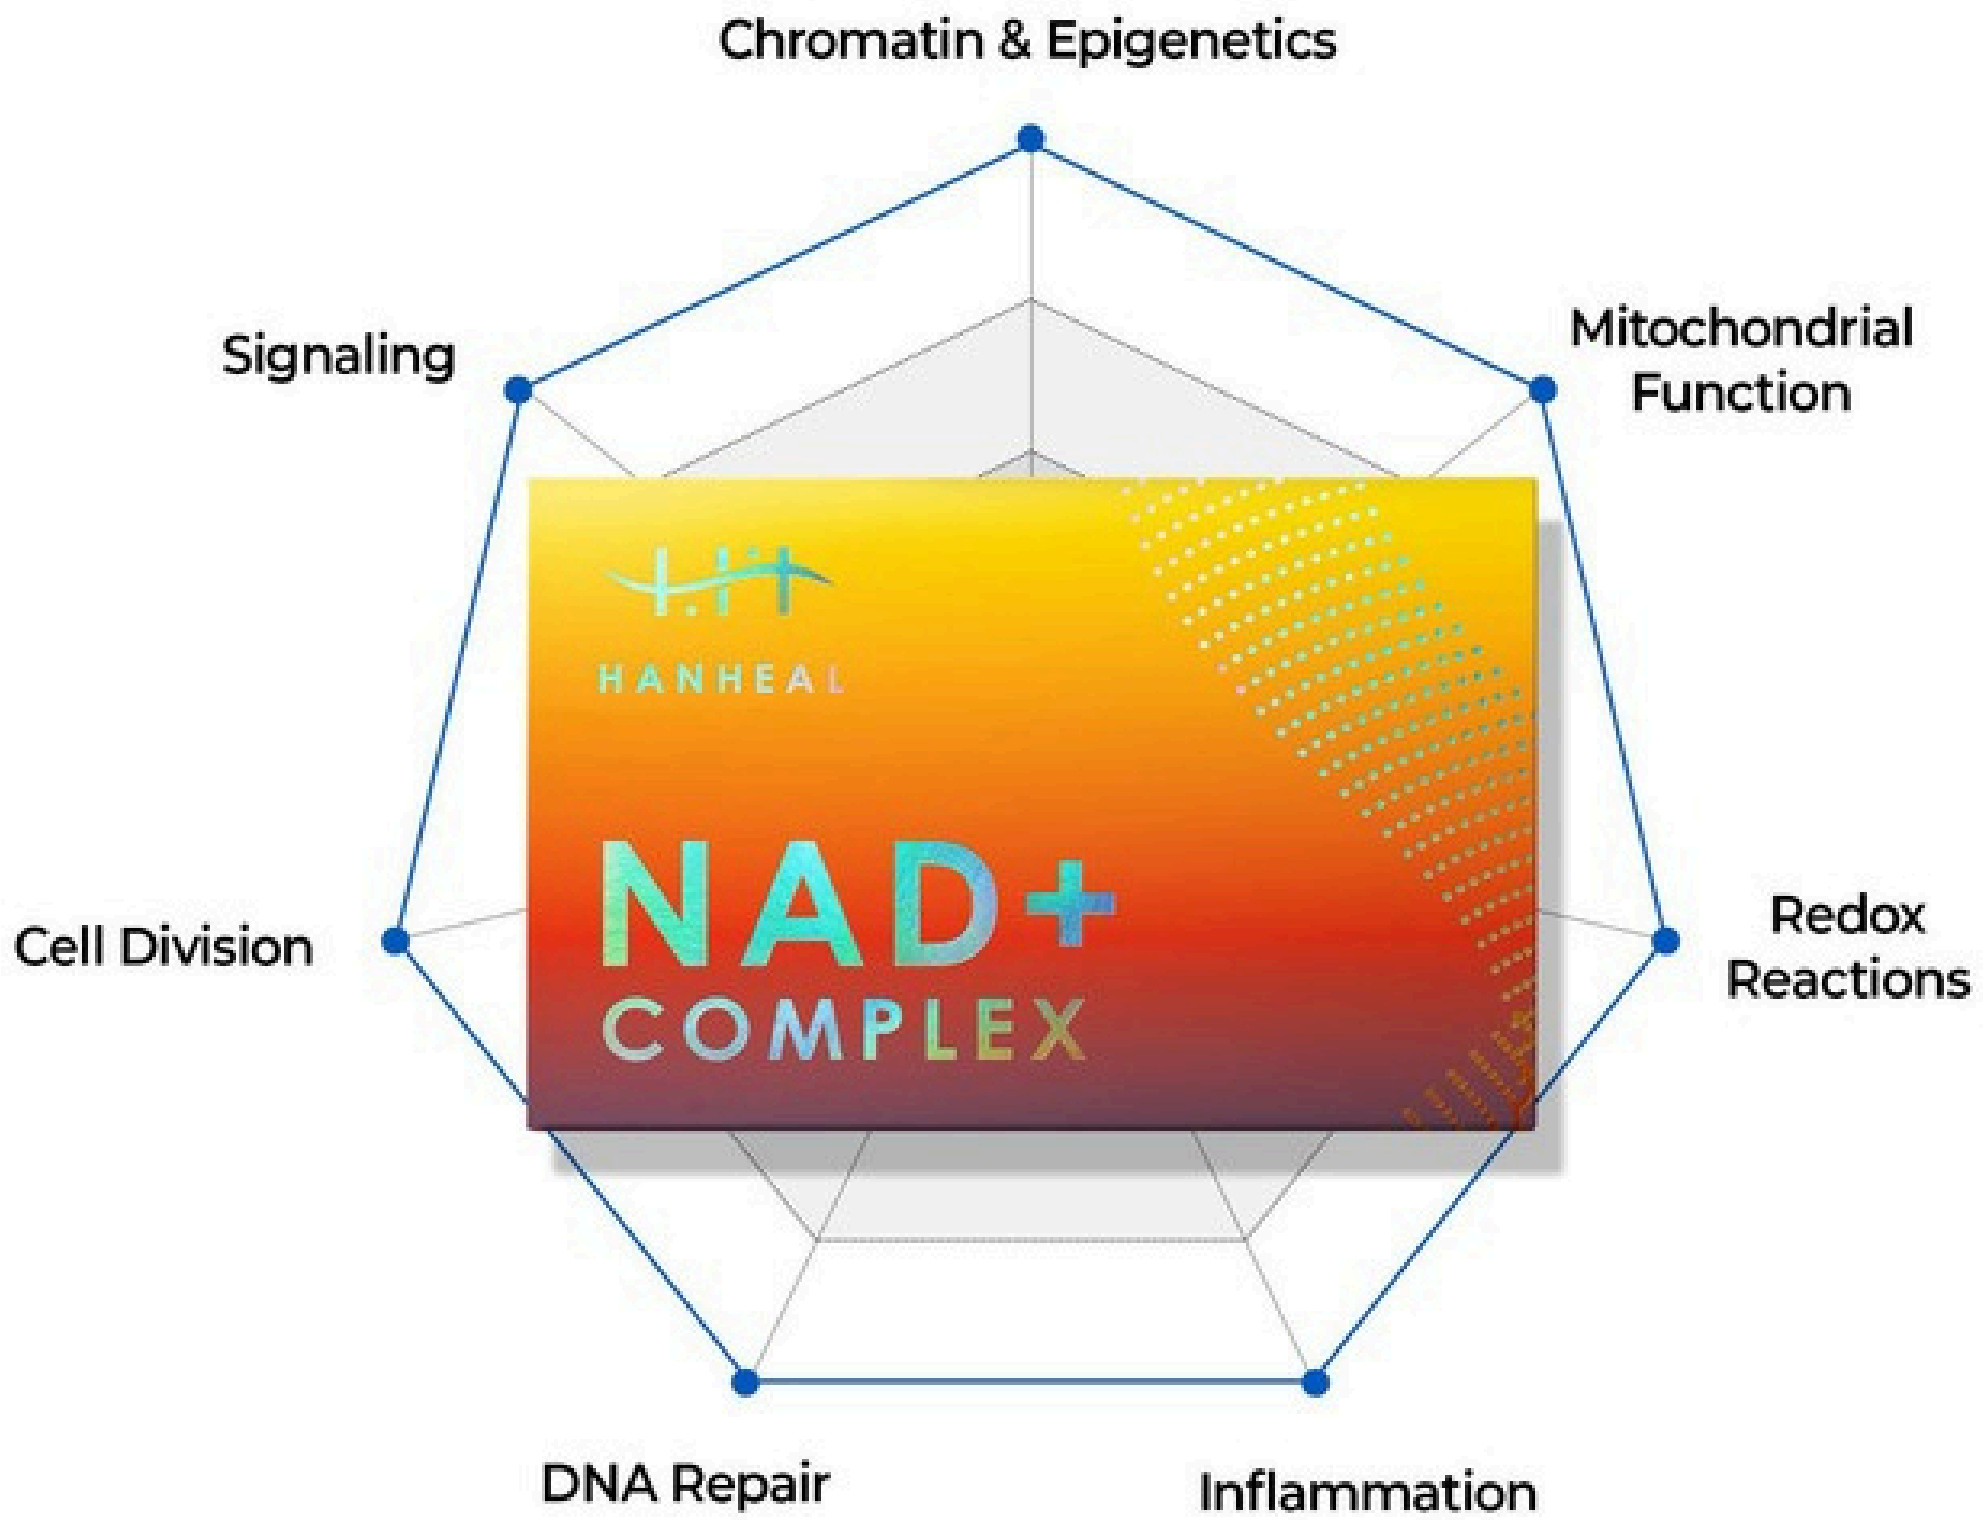 Chromatin & Epigenetics
Signaling
Mitochondrial
Function
HANHEAL
NAD+
COMPLEX
Cell Division
Redox
Reactions
DNA Repair
Inflammation